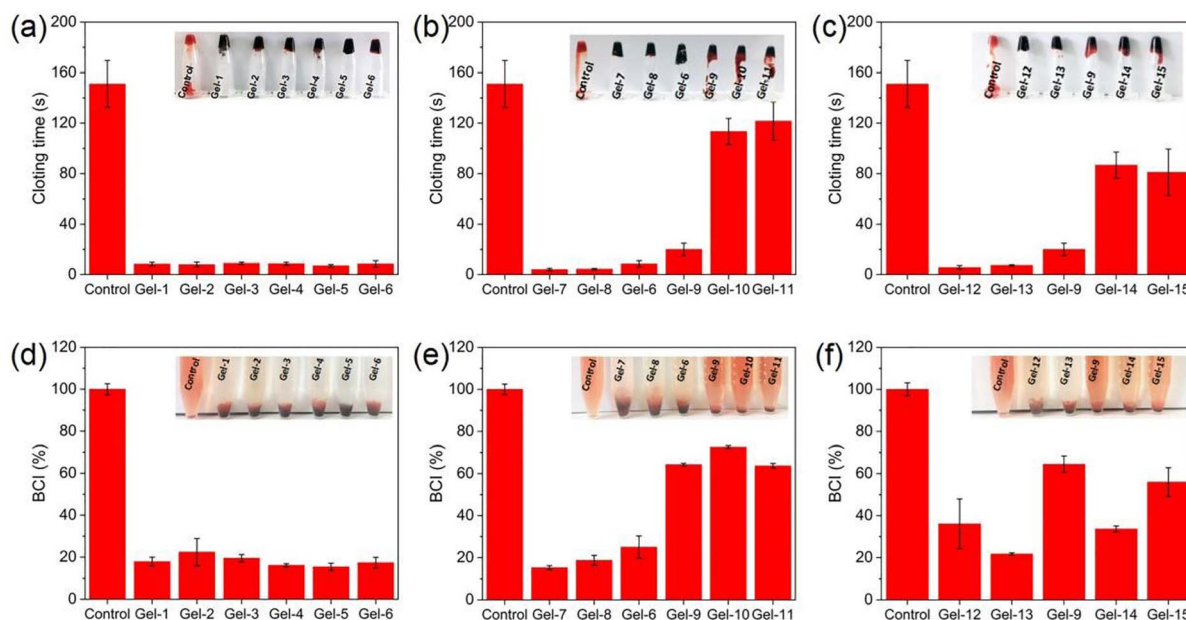 (a)
200
160
120
80
40
0
Cloting time (s)
Control
Gel-1
Gel-2
Gel-3
Gel-4
Gel-5
Gel-6
Control Gel-1 Gel-2 Gel-3 Gel-4 Gel-5 Gel-6
(b)
200
160
120
80
40
0
Cloting time (s)
Control
Gel-7
Gel-8
Gel-6
Gel-9
Gel-10
Gel-11
Control Gel-7 Gel-8 Gel-6 Gel-9 Gel-10 Gel-11
(c)
200
160
120
80
40
0
Cloting time (s)
Control
Gel-12
Gel-13
Gel-9
Gel-14
Gel-15
Control Gel-12 Gel-13 Gel-9 Gel-14 Gel-15
(d)
120
100
80
60
40
20
0
BCI (%)
Control
Gel-1
Gel-2
Gel-3
Gel-4
Gel-5
Gel-6
Control Gel-1 Gel-2 Gel-3 Gel-4 Gel-5 Gel-6
(e)
120
100
80
60
40
20
0
BCI (%)
Control
Gel-7
Gel-8
Gel-6
Gel-9
Gel-10
Gel-11
Control Gel-7 Gel-8 Gel-6 Gel-9 Gel-10 Gel-11
(f)
120
100
80
60
40
20
0
BCI (%)
Control
Gel-12
Gel-13
Gel-9
Gel-14
Gel-15
Control Gel-12 Gel-13 Gel-9 Gel-14 Gel-15